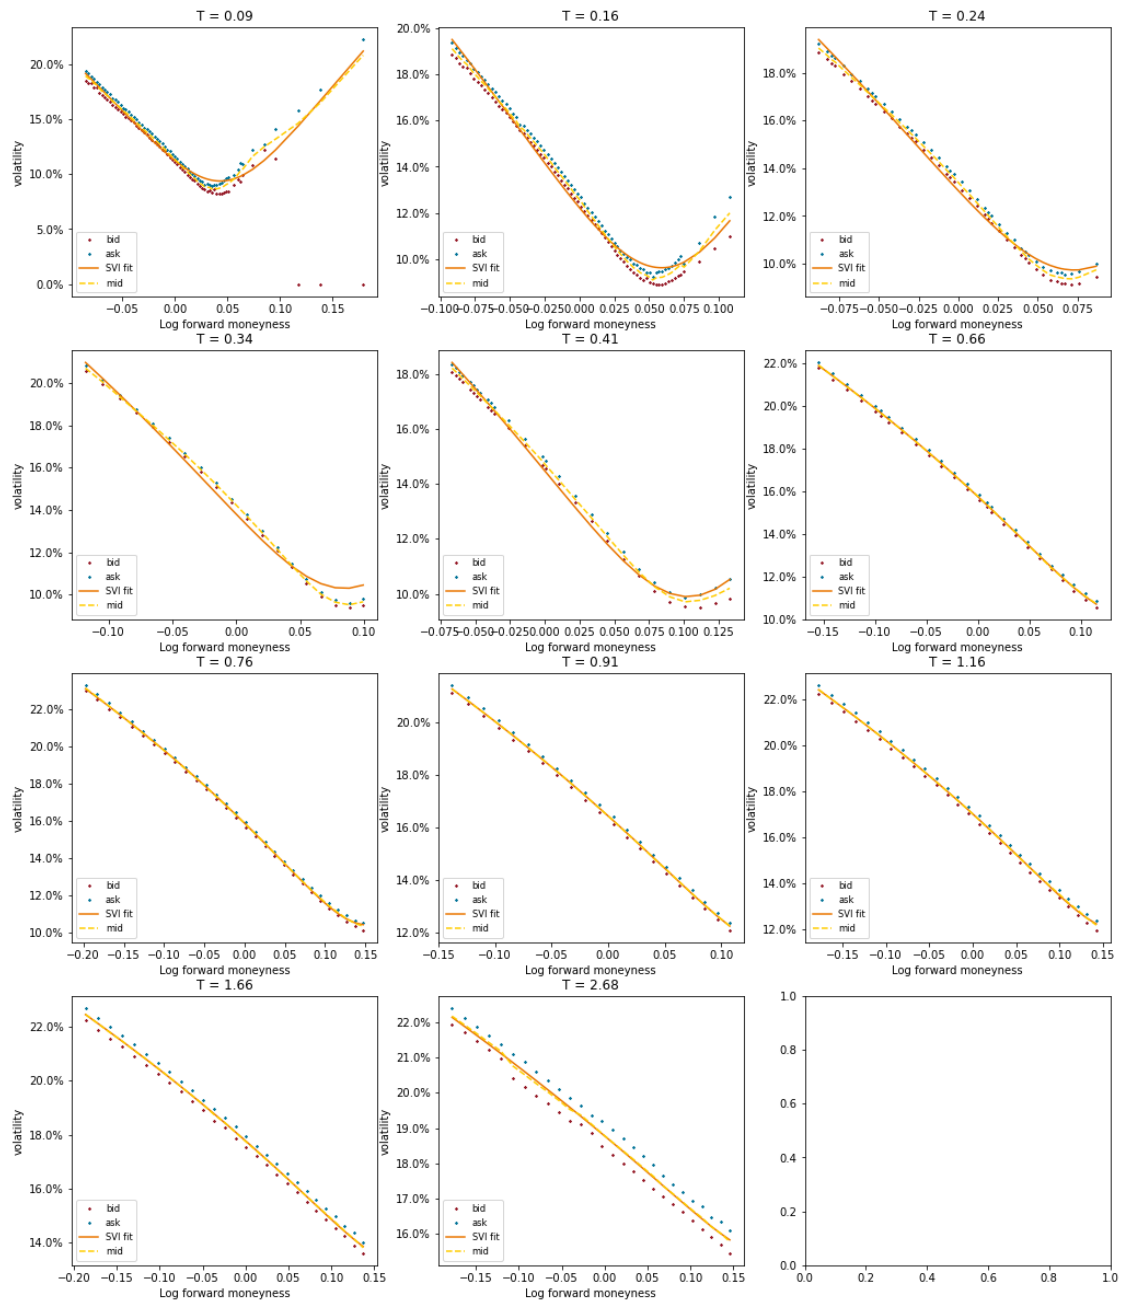 T = 0.09
20.0%
15.0%
10.0%
5.0%
0.0%
volatility
bid
ask
SVI fit
mid
−0.05 0.00 0.05 0.10 0.15
Log forward moneyness
T = 0.16
20.0%
18.0%
16.0%
14.0%
12.0%
10.0%
volatility
bid
ask
SVI fit
mid
−0.100 −0.075 −0.050 −0.025 0.000 0.025 0.050 0.075 0.100
Log forward moneyness
T = 0.24
18.0%
16.0%
14.0%
12.0%
10.0%
volatility
bid
ask
SVI fit
mid
−0.075 −0.050 −0.025 0.000 0.025 0.050 0.075
Log forward moneyness
T = 0.34
20.0%
18.0%
16.0%
14.0%
12.0%
10.0%
volatility
bid
ask
SVI fit
mid
−0.10 −0.05 0.00 0.05 0.10
Log forward moneyness
T = 0.41
18.0%
16.0%
14.0%
12.0%
10.0%
volatility
bid
ask
SVI fit
mid
−0.075 −0.050 −0.025 0.000 0.025 0.050 0.075 0.100 0.125
Log forward moneyness
T = 0.66
22.0%
20.0%
18.0%
16.0%
14.0%
12.0%
10.0%
volatility
bid
ask
SVI fit
mid
−0.15 −0.10 −0.05 0.00 0.05 0.10
Log forward moneyness
T = 0.76
22.0%
20.0%
18.0%
16.0%
14.0%
12.0%
10.0%
volatility
bid
ask
SVI fit
mid
−0.20 −0.15 −0.10 −0.05 0.00 0.05 0.10 0.15
Log forward moneyness
T = 0.91
20.0%
18.0%
16.0%
14.0%
12.0%
volatility
bid
ask
SVI fit
mid
−0.15 −0.10 −0.05 0.00 0.05 0.10
Log forward moneyness
T = 1.16
22.0%
20.0%
18.0%
16.0%
14.0%
12.0%
volatility
bid
ask
SVI fit
mid
−0.15 −0.10 −0.05 0.00 0.05 0.10 0.15
Log forward moneyness
T = 1.66
22.0%
20.0%
18.0%
16.0%
14.0%
volatility
bid
ask
SVI fit
mid
−0.20 −0.15 −0.10 −0.05 0.00 0.05 0.10 0.15
Log forward moneyness
T = 2.68
22.0%
21.0%
20.0%
19.0%
18.0%
17.0%
16.0%
volatility
bid
ask
SVI fit
mid
−0.15 −0.10 −0.05 0.00 0.05 0.10 0.15
Log forward moneyness
1.0
0.8
0.6
0.4
0.2
0.0
0.0 0.2 0.4 0.6 0.8 1.0